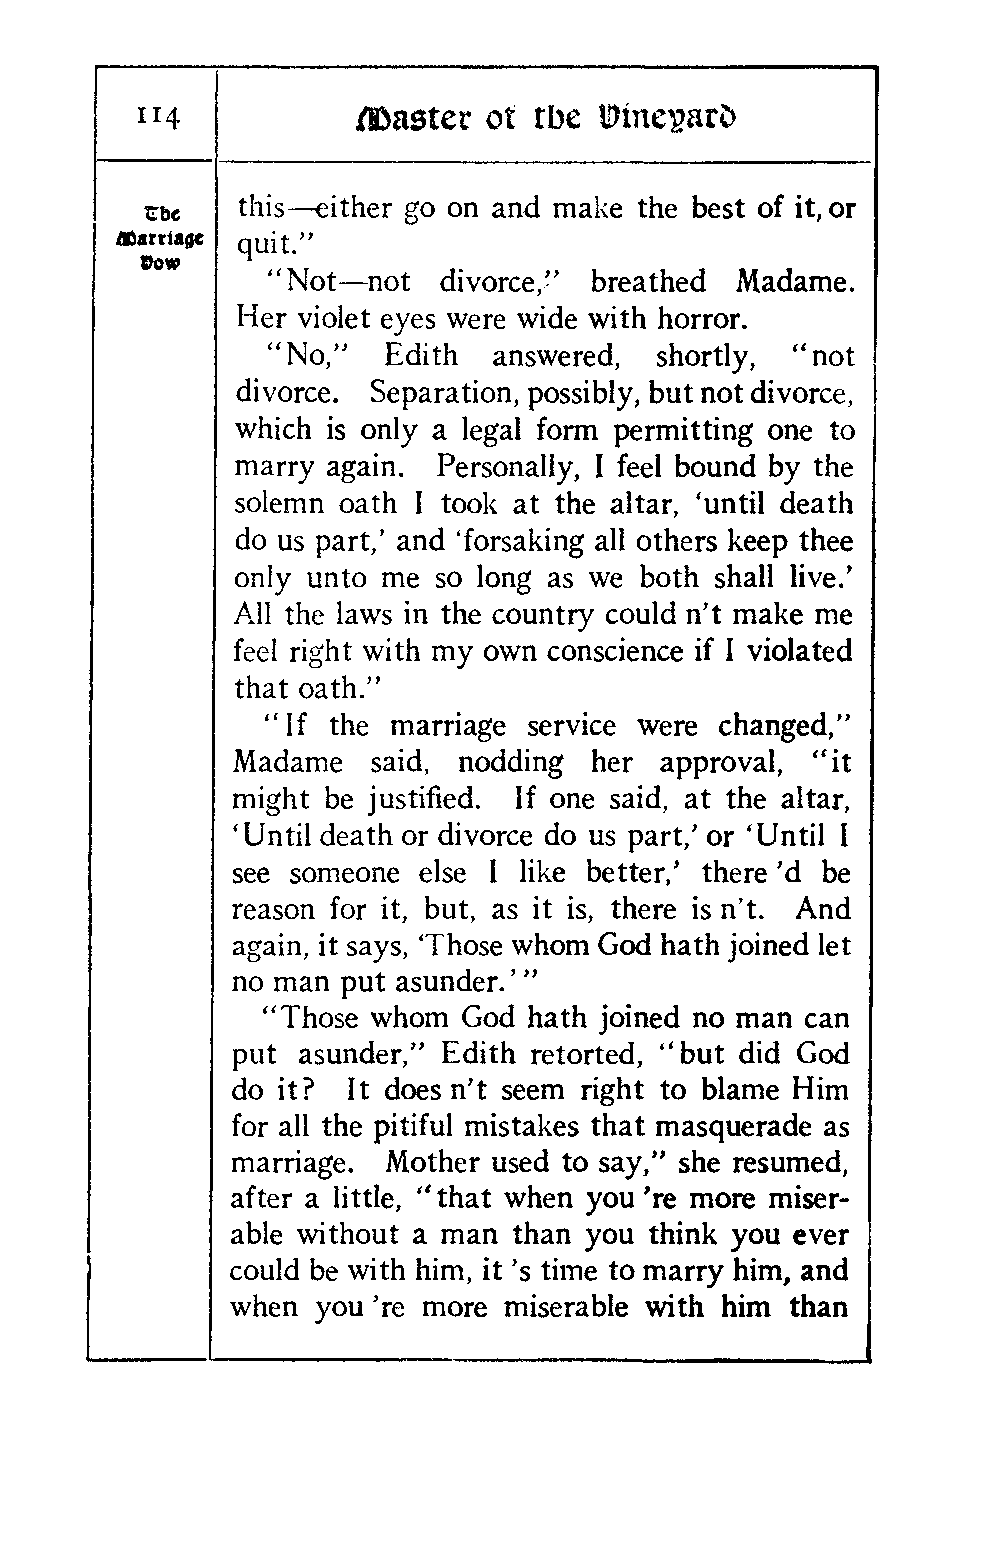 114
Master of the Vineyard
The
Marriage
Vow
this—either go on and make the best of it, or
quit."
"Not—not divorce," breathed Madame.
Her violet eyes were wide with horror.
"No," Edith answered, shortly, "not
divorce. Separation, possibly, but not divorce,
which is only a legal form permitting one to
marry again. Personally, I feel bound by the
solemn oath I took at the altar, 'until death
do us part,' and 'forsaking all others keep thee
only unto me so long as we both shall live.'
All the laws in the country could n't make me
feel right with my own conscience if I violated
that oath."
"If the marriage service were changed,"
Madame said, nodding her approval, "it
might be justified. If one said, at the altar,
'Until death or divorce do us part,' or 'Until I
see someone else I like better,' there 'd be
reason for it, but, as it is, there is n't. And
again, it says, 'Those whom God hath joined let
no man put asunder.'"
"Those whom God hath joined no man can
put asunder," Edith retorted, "but did God
do it? It does n't seem right to blame Him
for all the pitiful mistakes that masquerade as
marriage. Mother used to say," she resumed,
after a little, "that when you 're more miser-
able without a man than you think you ever
could be with him, it 's time to marry him, and
when you 're more miserable with him than